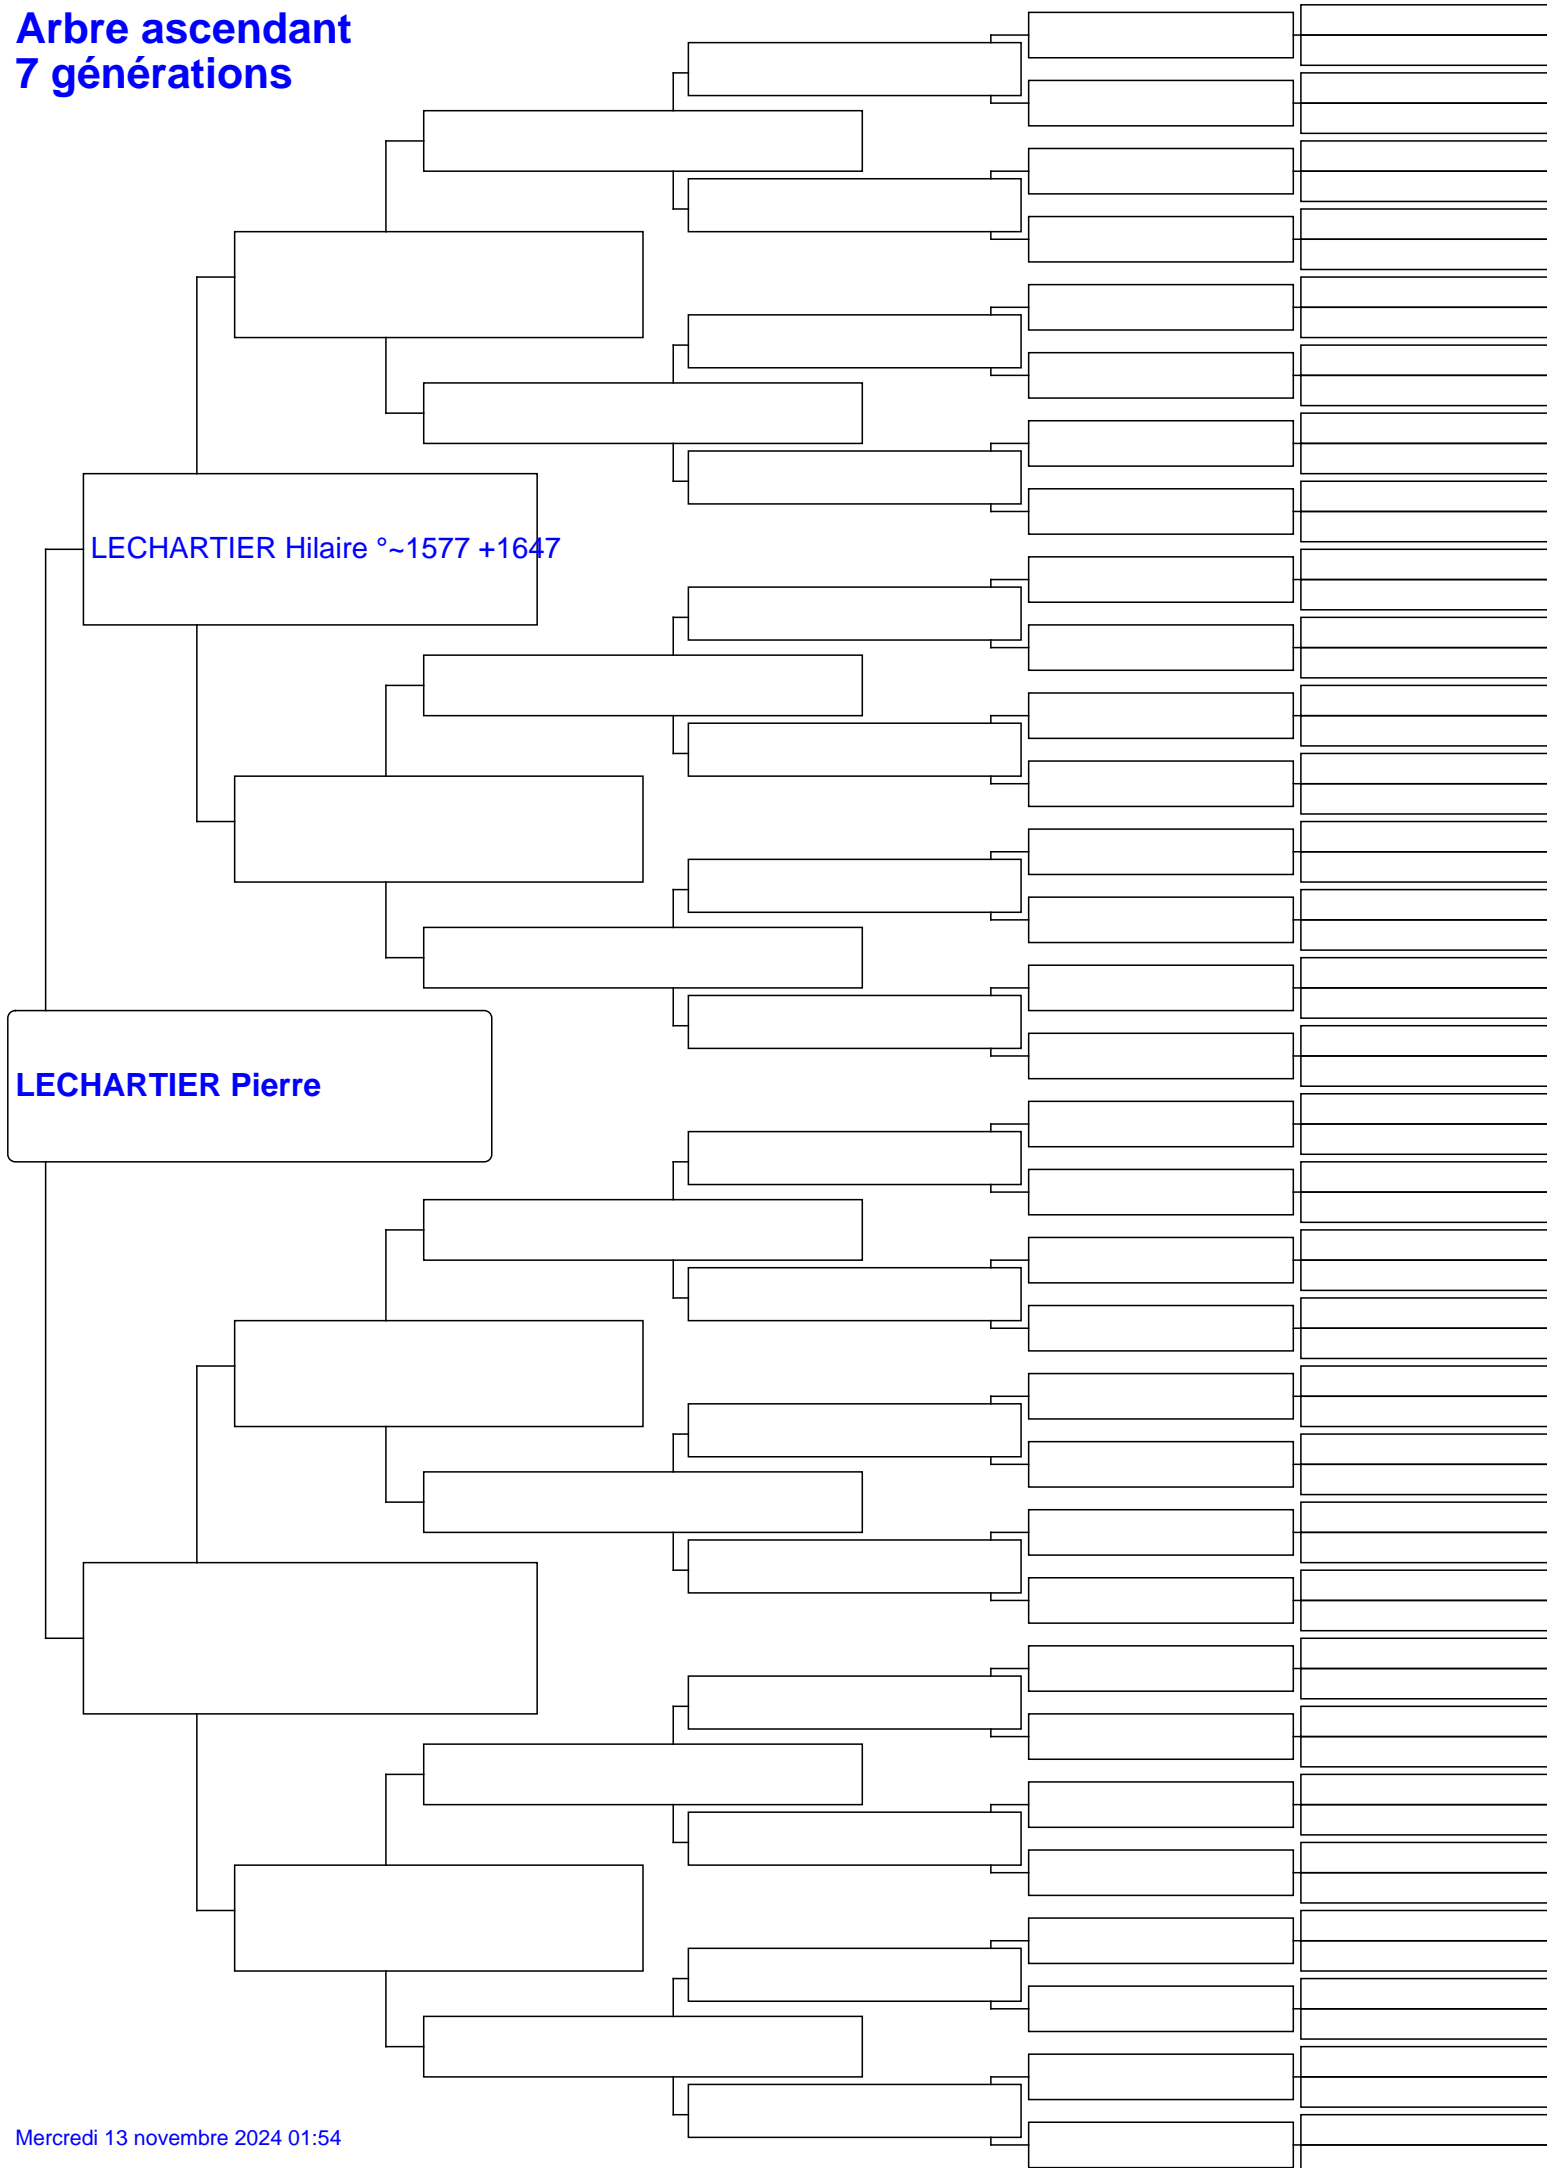 Arbre ascendant
7 générations
LECHARTIER Hilaire °~1577 +1647
LECHARTIER Pierre
Mercredi 13 novembre 2024 01:54